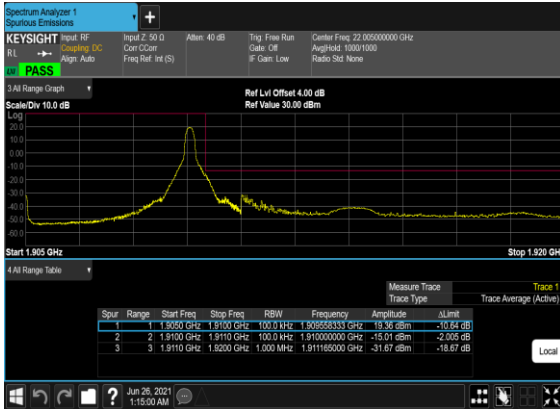 Spectrum Analyzer 1
Spurious Emissions
KEYSIGHT Input: RF Input Z: 50 Ω Atten: 40 dB Trig: Free Run Center Freq: 22.005000000 GHz
RL Coupling: DC Corr CCorr Gate: Off Avg|Hold: 1000/1000
Align: Auto Freq Ref: Int (S) IF Gain: Low Radio Std: None
PASS
3 All Range Graph
Ref Lvl Offset 4.00 dB
Scale/Div 10.0 dB Ref Value 30.00 dBm
Log
20.0
10.0
0.00
-10.0
-20.0
-30.0
-40.0
-50.0
-60.0
Start 1.905 GHz Stop 1.920 GH
4 All Range Table
Measure Trace Trace 1
Trace Type Trace Average (Active)
Spur Range Start Freq Stop Freq RBW Frequency Amplitude ΔLimit
1 1 1.9050 GHz 1.9100 GHz 100.0 kHz 1.909558333 GHz 19.36 dBm -10.64 dB
2 2 1.9100 GHz 1.9110 GHz 100.0 kHz 1.910000000 GHz -15.01 dBm -2.005 dB
3 3 1.9110 GHz 1.9200 GHz 1.000 MHz 1.911165000 GHz -31.67 dBm -18.67 dB
Local
Jun 26, 2021
1:15:00 AM